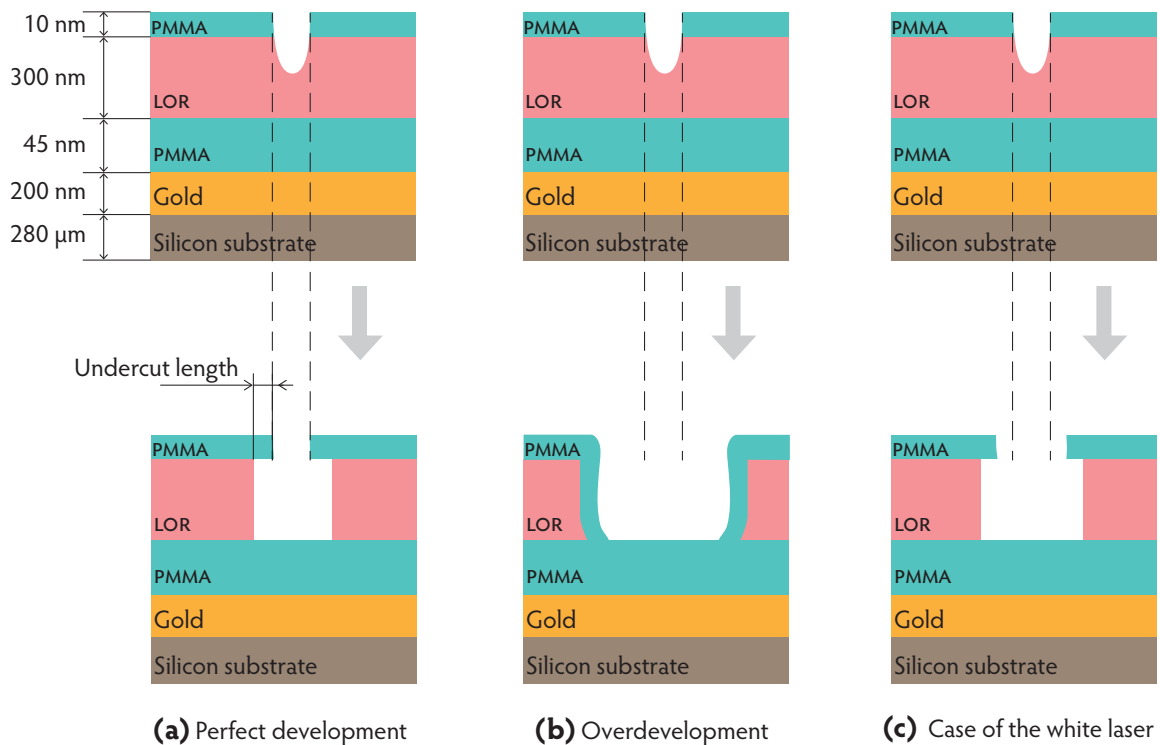 10 nm
300 nm
45 nm
200 nm
280 µm
PMMA
LOR
PMMA
Gold
Silicon substrate
PMMA
LOR
PMMA
Gold
Silicon substrate
PMMA
LOR
PMMA
Gold
Silicon substrate
Undercut length
PMMA
LOR
PMMA
Gold
Silicon substrate
PMMA
LOR
PMMA
Gold
Silicon substrate
PMMA
LOR
PMMA
Gold
Silicon substrate
(a) Perfect development
(b) Overdevelopment
(c) Case of the white laser